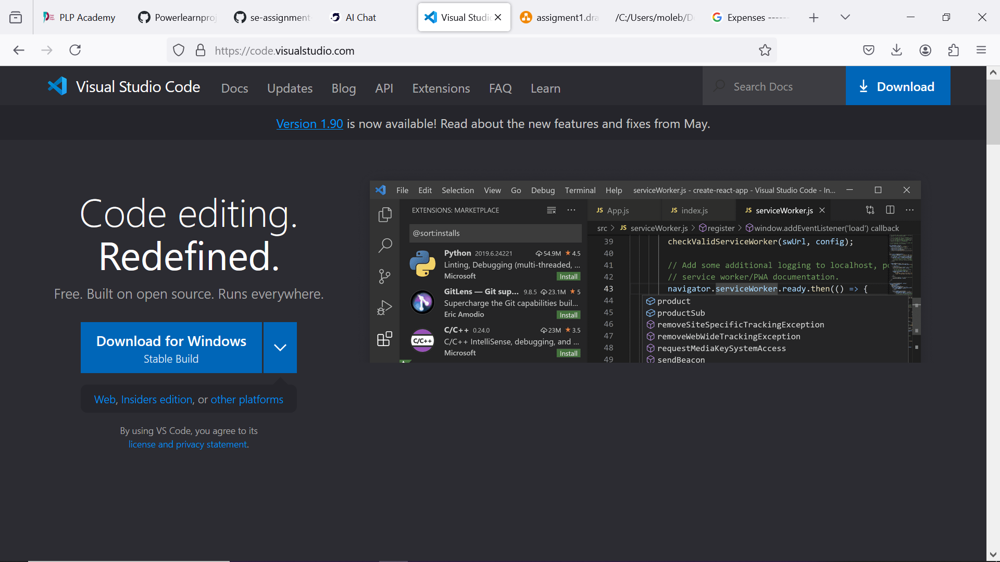 PLP Academy
Powerlearnproj
se-assignment
AI Chat
Visual Studi
assigment1.dra
/C:/Users/moleb/D
Expenses ------
https://code.visualstudio.com
Visual Studio Code
Docs
Updates
Blog
API
Extensions
FAQ
Learn
Search Docs
Download
Version 1.90 is now available! Read about the new features and fixes from May.
Code editing.
Redefined.
Free. Built on open source. Runs everywhere.
Download for Windows
Stable Build
Web, Insiders edition, or other platforms
By using VS Code, you agree to its
license and privacy statement.
File Edit Selection View Go Debug Terminal Help serviceWorker.js - create-react-app - Visual Studio Code - In...
EXTENSIONS: MARKETPLACE
@sort:installs
Python 2019.6.24221 54.9M ★ 4.5
Linting, Debugging (multi-threaded, ...
Microsoft Install
GitLens — Git sup... 9.8.5 23.1M ★ 5
Supercharge the Git capabilities buil...
Eric Amodio Install
C/C++
C/C++ 0.24.0 23M ★ 3.5
C/C++ IntelliSense, debugging, and ...
Microsoft Install
JS App.js
JS index.js
JS serviceWorker.js
src > JS serviceWorker.js > register > window.addEventListener('load') callback
39 checkValidServiceWorker(swUrl, config);
40
41 // Add some additional logging to localhost, po
42 // service worker/PWA documentation.
43 navigator.serviceWorker.ready.then(() => {
44 product
45 productSub
46 removeSiteSpecificTrackingException
47 removeWebWideTrackingException
48 requestMediaKeySystemAccess
49 sendBeacon